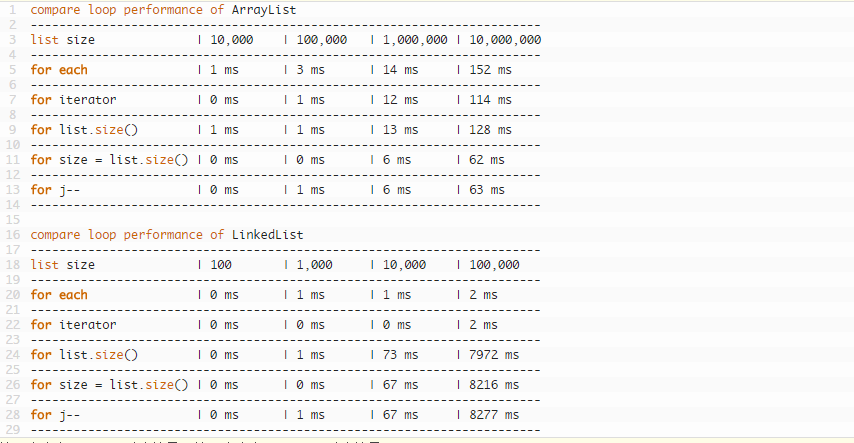 1 compare loop performance of ArrayList
2 -----------------------------------------------------------------------
3 list size | 10,000 | 100,000 | 1,000,000 | 10,000,000
4 -----------------------------------------------------------------------
5 for each | 1 ms | 3 ms | 14 ms | 152 ms
6 -----------------------------------------------------------------------
7 for iterator | 0 ms | 1 ms | 12 ms | 114 ms
8 -----------------------------------------------------------------------
9 for list.size() | 1 ms | 1 ms | 13 ms | 128 ms
10 -----------------------------------------------------------------------
11 for size = list.size() | 0 ms | 0 ms | 6 ms | 62 ms
12 -----------------------------------------------------------------------
13 for j-- | 0 ms | 1 ms | 6 ms | 63 ms
14 -----------------------------------------------------------------------
15
16 compare loop performance of LinkedList
17 -----------------------------------------------------------------------
18 list size | 100 | 1,000 | 10,000 | 100,000
19 -----------------------------------------------------------------------
20 for each | 0 ms | 1 ms | 1 ms | 2 ms
21 -----------------------------------------------------------------------
22 for iterator | 0 ms | 0 ms | 0 ms | 2 ms
23 -----------------------------------------------------------------------
24 for list.size() | 0 ms | 1 ms | 73 ms | 7972 ms
25 -----------------------------------------------------------------------
26 for size = list.size() | 0 ms | 0 ms | 67 ms | 8216 ms
27 -----------------------------------------------------------------------
28 for j-- | 0 ms | 1 ms | 67 ms | 8277 ms
29 -----------------------------------------------------------------------